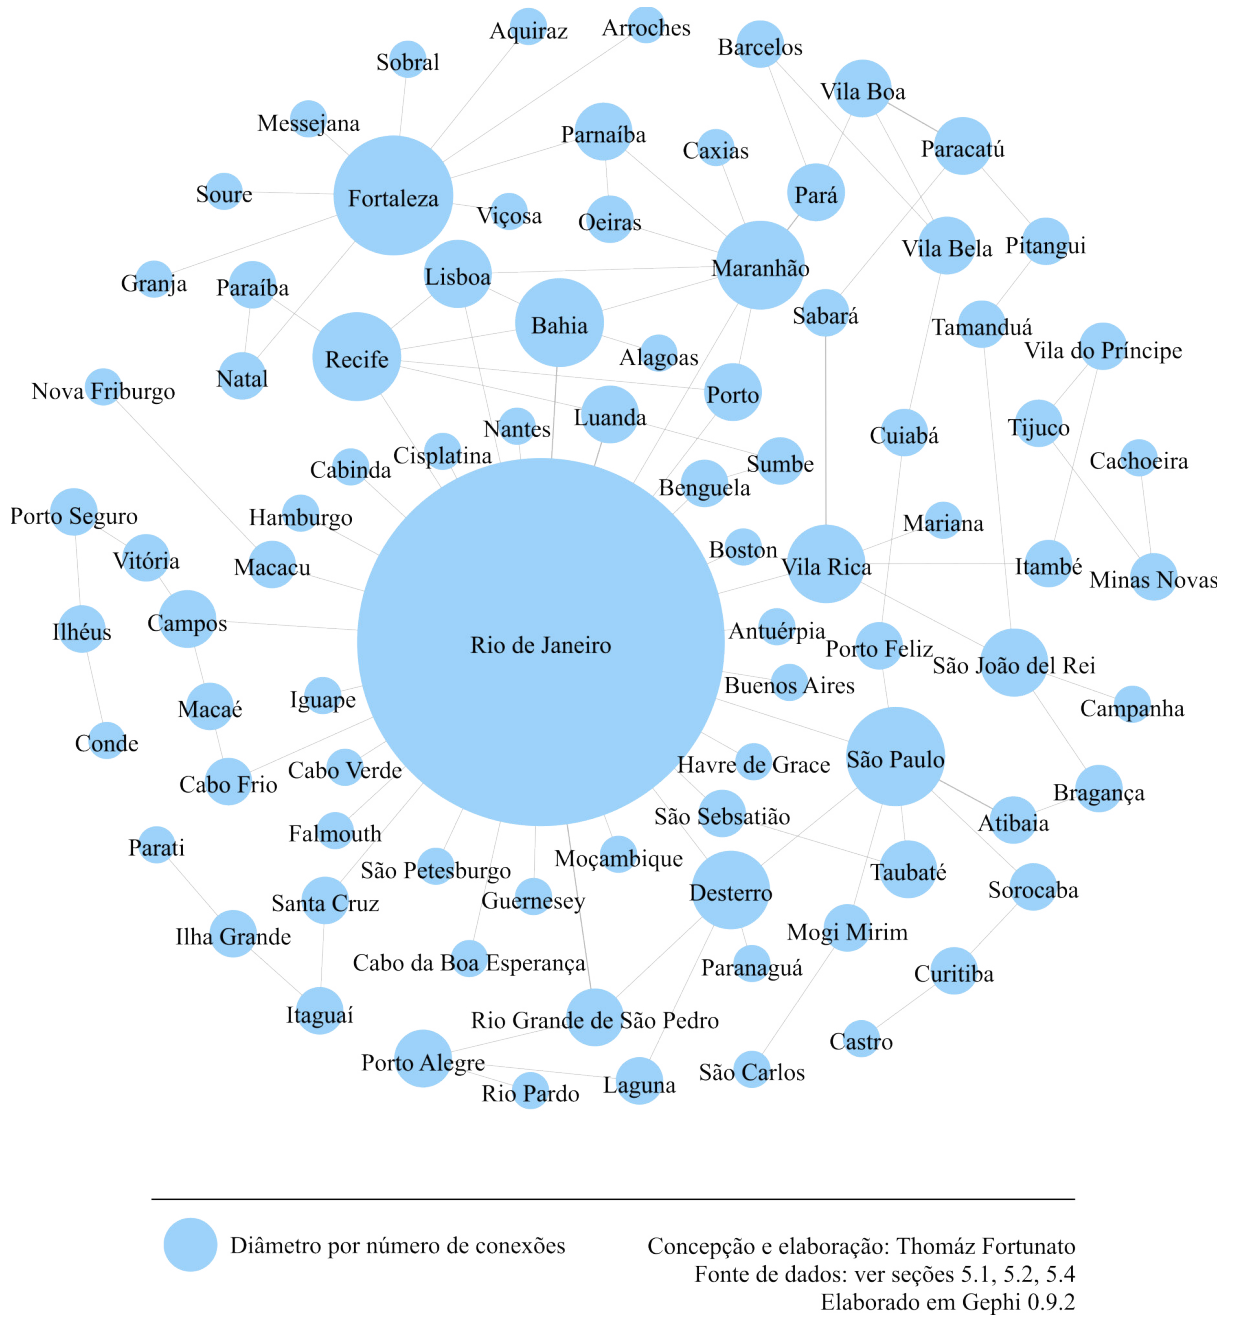 Aquiraz
Arroches
Barcelos
Sobral
Vila Boa
Messejana
Parnaíba
Caxias
Paracatú
Soure
Fortaleza
Viçosa
Oeiras
Pará
Vila Bela
Pitangui
Granja
Paraíba
Lisboa
Maranhão
Sabará
Bahia
Tamanduá
Vila do Príncipe
Recife
Alagoas
Nova Friburgo
Natal
Porto
Luanda
Nantes
Cuiabá
Tijuco
Cisplatina
Cabinda
Sumbe
Cachoeira
Benguela
Porto Seguro
Hamburgo
Mariana
Boston
Vitória
Macacu
Vila Rica
Itambé
Minas Novas
Ilhéus
Campos
Rio de Janeiro
Antuérpia
Porto Feliz
São João del Rei
Iguape
Buenos Aires
Macaé
Campanha
Conde
Cabo Frio
Cabo Verde
Havre de Grace
São Paulo
Bragança
São Sebsatião
Atibaia
Falmouth
Parati
São Petesburgo
Moçambique
Taubaté
Sorocaba
Santa Cruz
Guernesey
Desterro
Ilha Grande
Mogi Mirim
Cabo da Boa Esperança
Paranaguá
Curitiba
Itaguaí
Rio Grande de São Pedro
Castro
Porto Alegre
Rio Pardo
Laguna
São Carlos
Diâmetro por número de conexões
Concepção e elaboração: Thomáz Fortunato
Fonte de dados: ver seções 5.1, 5.2, 5.4
Elaborado em Gephi 0.9.2